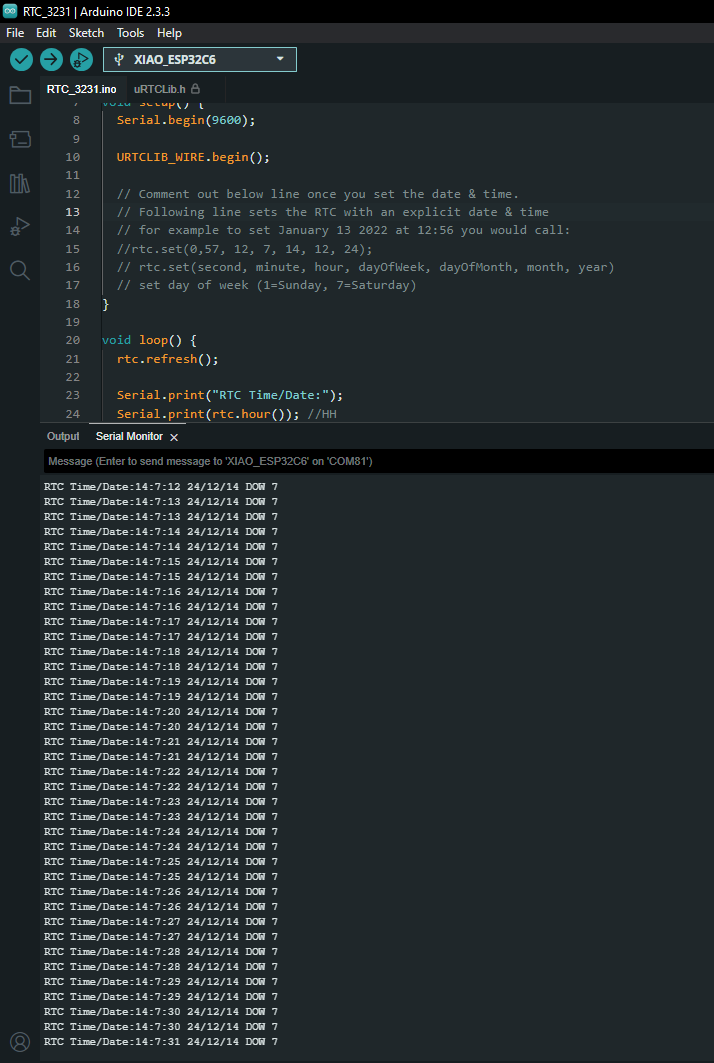 RTC_3231 | Arduino IDE 2.3.3
File Edit Sketch Tools Help
XIAO_ESP32C6
RTC_3231.ino uRTCLib.h
7 void setup() {
8 Serial.begin(9600);
9
10 URTCLIB_WIRE.begin();
11
12 // Comment out below line once you set the date & time.
13 // Following line sets the RTC with an explicit date & time
14 // for example to set January 13 2022 at 12:56 you would call:
15 //rtc.set(0,57, 12, 7, 14, 12, 24);
16 // rtc.set(second, minute, hour, dayOfWeek, dayOfMonth, month, year)
17 // set day of week (1=Sunday, 7=Saturday)
18 }
19
20 void loop() {
21 rtc.refresh();
22
23 Serial.print("RTC Time/Date:");
24 Serial.print(rtc.hour()); //HH
Output Serial Monitor
Message (Enter to send message to 'XIAO_ESP32C6' on 'COM81')
RTC Time/Date:14:7:12 24/12/14 DOW 7
RTC Time/Date:14:7:13 24/12/14 DOW 7
RTC Time/Date:14:7:13 24/12/14 DOW 7
RTC Time/Date:14:7:14 24/12/14 DOW 7
RTC Time/Date:14:7:14 24/12/14 DOW 7
RTC Time/Date:14:7:15 24/12/14 DOW 7
RTC Time/Date:14:7:15 24/12/14 DOW 7
RTC Time/Date:14:7:16 24/12/14 DOW 7
RTC Time/Date:14:7:16 24/12/14 DOW 7
RTC Time/Date:14:7:17 24/12/14 DOW 7
RTC Time/Date:14:7:17 24/12/14 DOW 7
RTC Time/Date:14:7:18 24/12/14 DOW 7
RTC Time/Date:14:7:18 24/12/14 DOW 7
RTC Time/Date:14:7:19 24/12/14 DOW 7
RTC Time/Date:14:7:19 24/12/14 DOW 7
RTC Time/Date:14:7:20 24/12/14 DOW 7
RTC Time/Date:14:7:20 24/12/14 DOW 7
RTC Time/Date:14:7:21 24/12/14 DOW 7
RTC Time/Date:14:7:21 24/12/14 DOW 7
RTC Time/Date:14:7:22 24/12/14 DOW 7
RTC Time/Date:14:7:22 24/12/14 DOW 7
RTC Time/Date:14:7:23 24/12/14 DOW 7
RTC Time/Date:14:7:23 24/12/14 DOW 7
RTC Time/Date:14:7:24 24/12/14 DOW 7
RTC Time/Date:14:7:24 24/12/14 DOW 7
RTC Time/Date:14:7:25 24/12/14 DOW 7
RTC Time/Date:14:7:25 24/12/14 DOW 7
RTC Time/Date:14:7:26 24/12/14 DOW 7
RTC Time/Date:14:7:26 24/12/14 DOW 7
RTC Time/Date:14:7:27 24/12/14 DOW 7
RTC Time/Date:14:7:27 24/12/14 DOW 7
RTC Time/Date:14:7:28 24/12/14 DOW 7
RTC Time/Date:14:7:28 24/12/14 DOW 7
RTC Time/Date:14:7:29 24/12/14 DOW 7
RTC Time/Date:14:7:29 24/12/14 DOW 7
RTC Time/Date:14:7:30 24/12/14 DOW 7
RTC Time/Date:14:7:30 24/12/14 DOW 7
RTC Time/Date:14:7:31 24/12/14 DOW 7